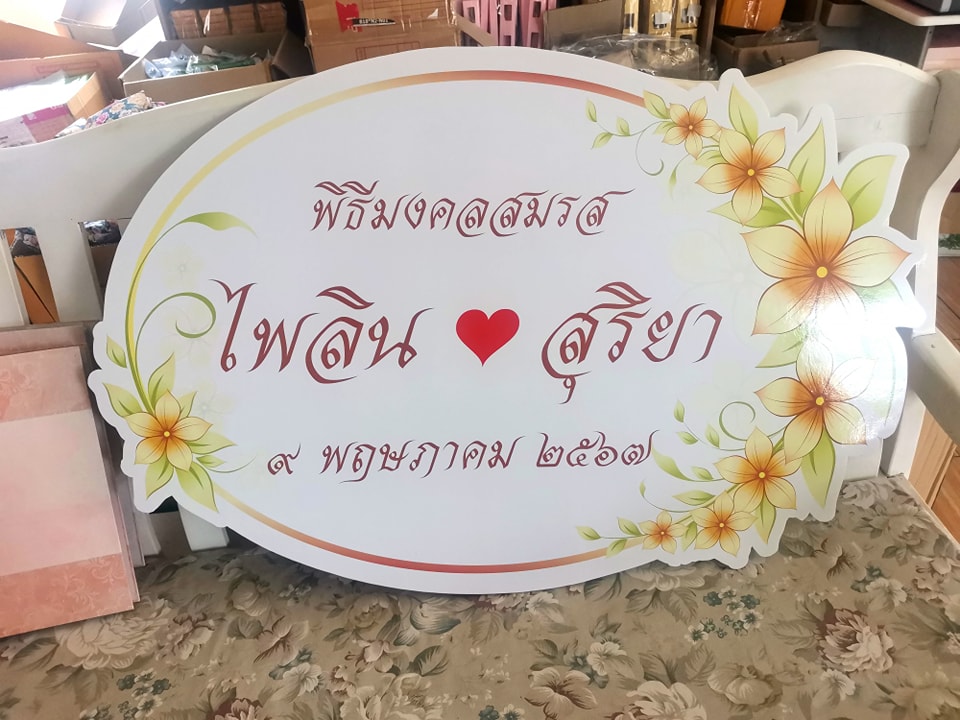 พิธีมงคลสมรส
ไพลิน ❤ สุริยา
๙ พฤษภาคม ๒๕๖๗